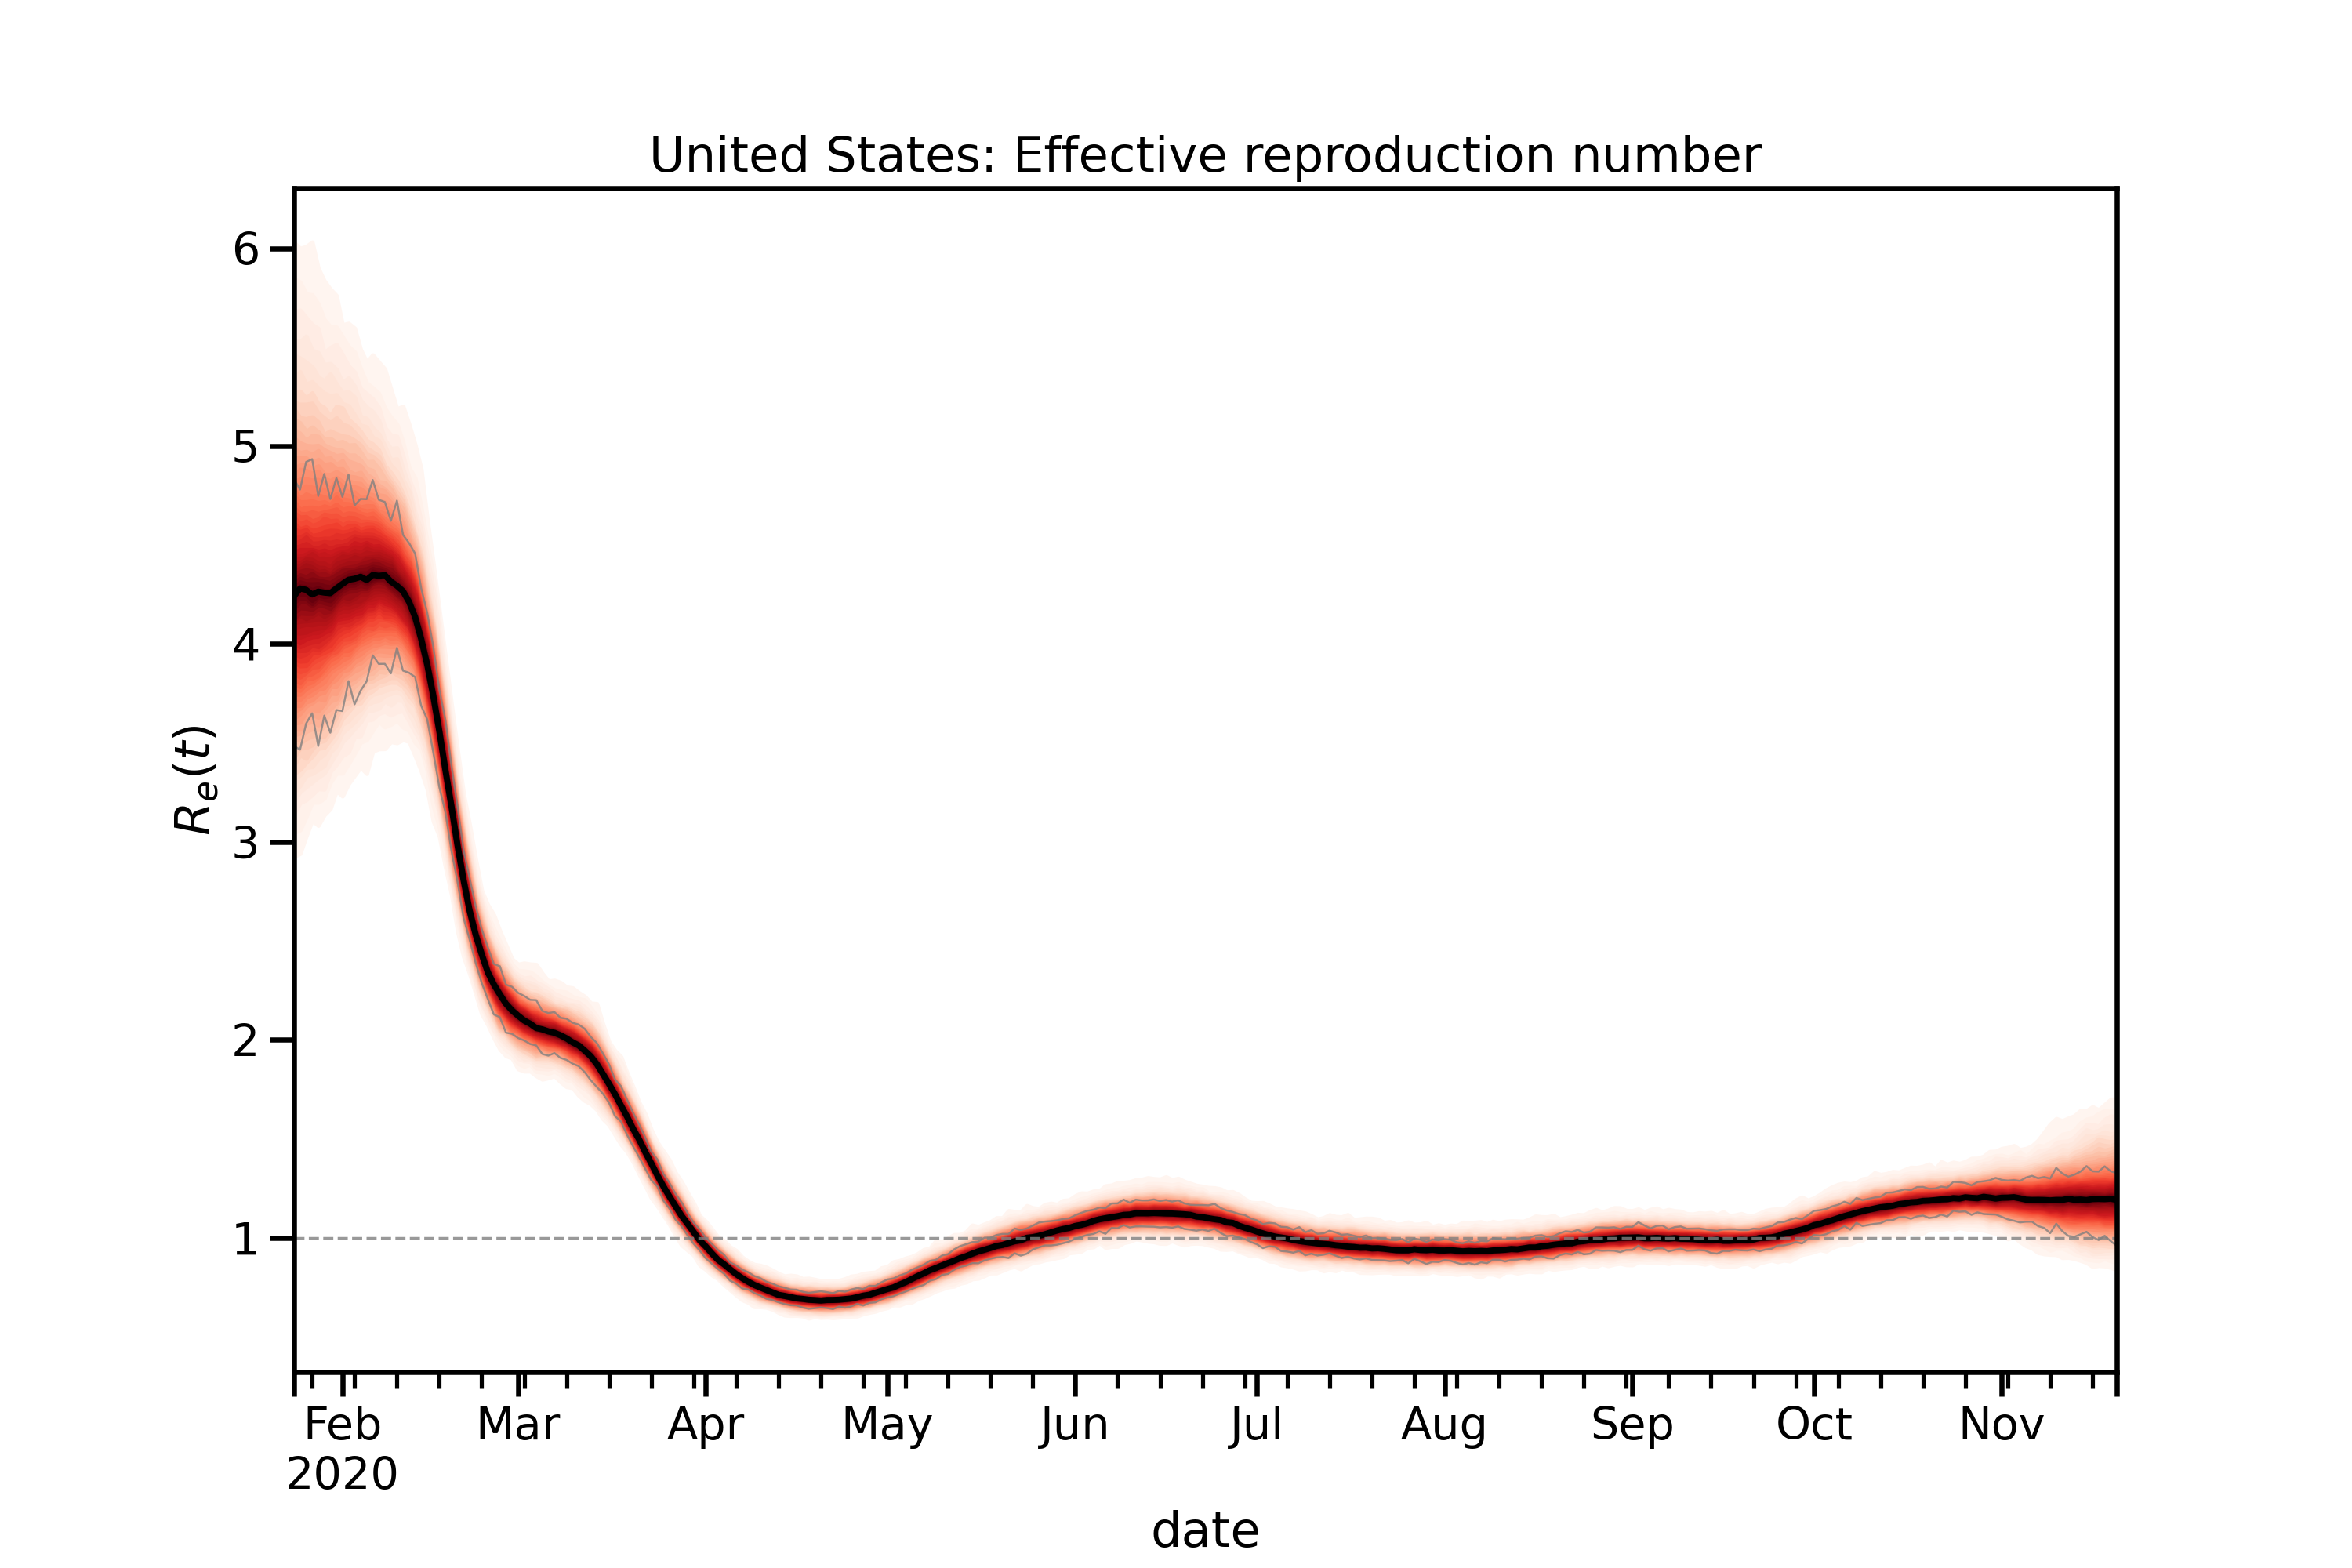 United States: Effective reproduction number
6
5
4
3
2
1
R_e(t)
Feb Mar Apr May Jun Jul Aug Sep Oct Nov
2020
date